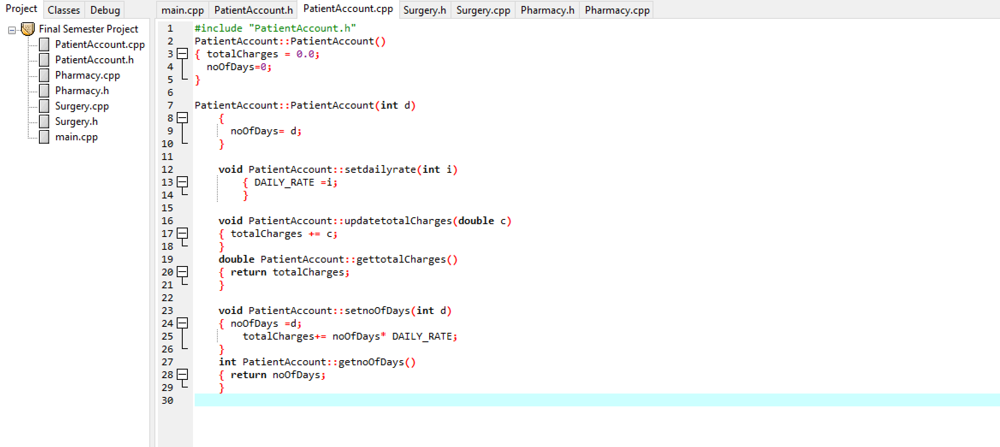 Project Classes Debug
Final Semester Project
PatientAccount.cpp
PatientAccount.h
Pharmacy.cpp
Pharmacy.h
Surgery.cpp
Surgery.h
main.cpp
main.cpp PatientAccount.h PatientAccount.cpp Surgery.h Surgery.cpp Pharmacy.h Pharmacy.cpp
1 #include "PatientAccount.h"
2 PatientAccount::PatientAccount()
3 { totalCharges = 0.0;
4 noOfDays=0;
5 }
6
7 PatientAccount::PatientAccount(int d)
8 {
9 noOfDays= d;
10 }
11
12 void PatientAccount::setdailyrate(int i)
13 { DAILY_RATE =i;
14 }
15
16 void PatientAccount::updatetotalCharges(double c)
17 { totalCharges += c;
18 }
19 double PatientAccount::gettotalCharges()
20 { return totalCharges;
21 }
22
23 void PatientAccount::setnoOfDays(int d)
24 { noOfDays =d;
25 totalCharges+= noOfDays* DAILY_RATE;
26 }
27 int PatientAccount::getnoOfDays()
28 { return noOfDays;
29 }
30